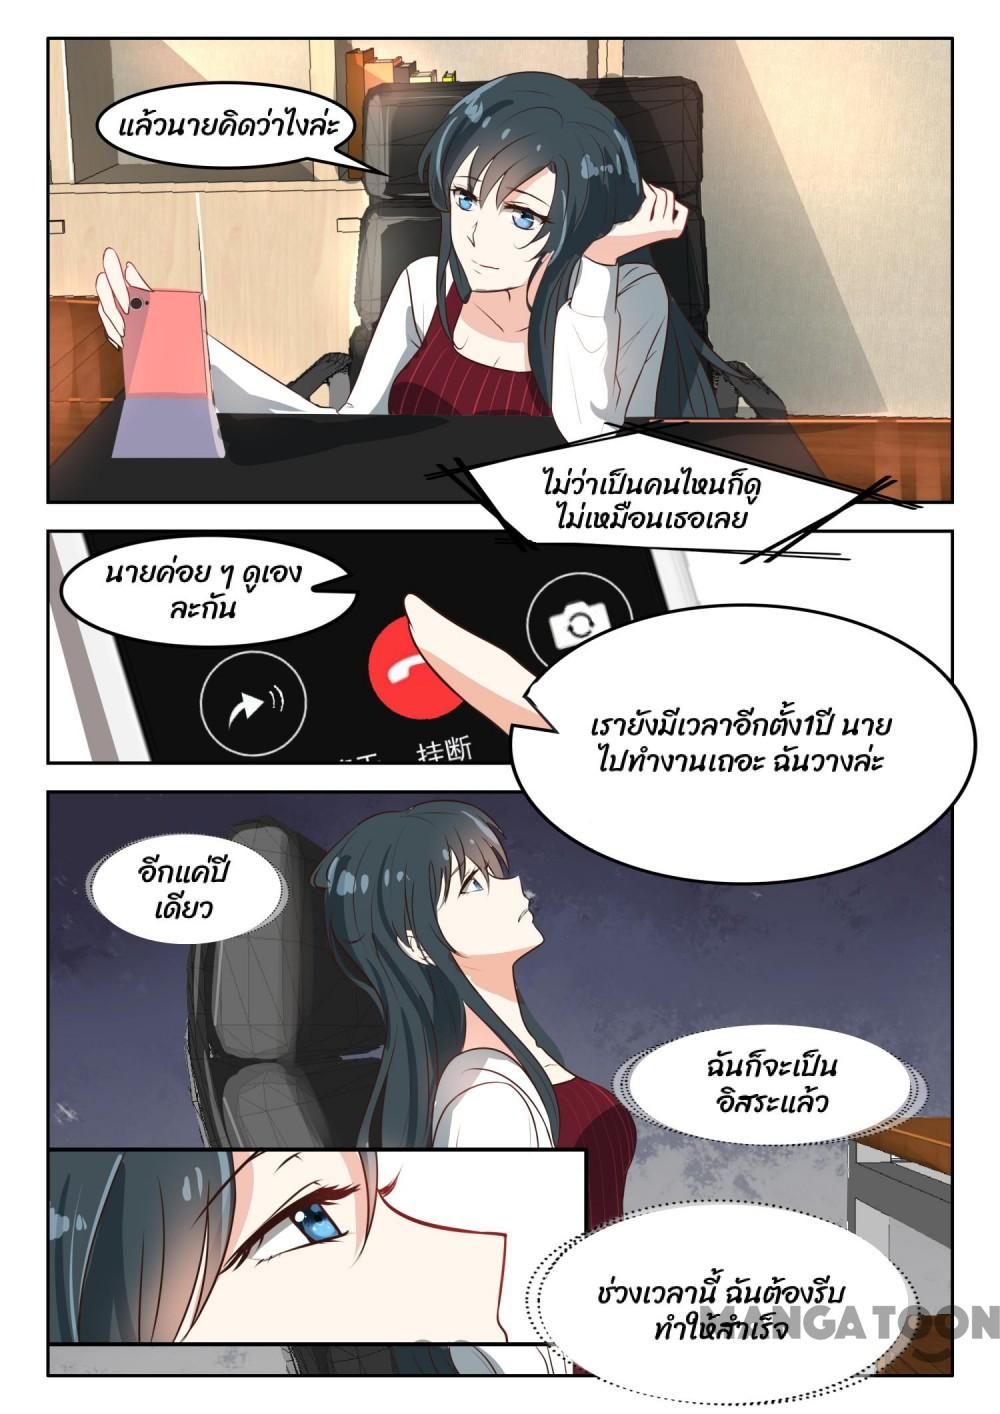 แล้วนายคิดว่าไงล่ะ
ไม่ว่าเป็นคนไหนก็ดู
ไม่เหมือนเธอเลย
นายค่อย ๆ ดูเอง
ละกัน
挂断
เรายังมีเวลาอีกตั้ง1ปี นาย
ไปทำงานเถอะ ฉันวางล่ะ
อีกแค่ปี
เดียว
ฉันก็จะเป็น
อิสระแล้ว
ช่วงเวลานี้ ฉันต้องรีบ
ทำให้สำเร็จ
MANGATOON